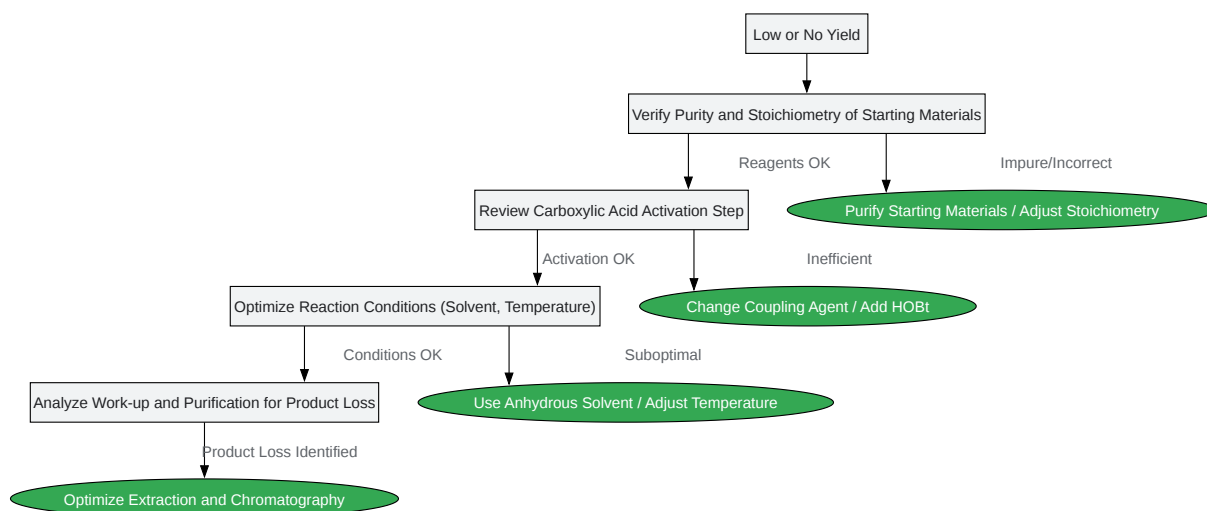 Low or No Yield
Verify Purity and Stoichiometry of Starting Materials
Reagents OK
Impure/Incorrect
Review Carboxylic Acid Activation Step
Purify Starting Materials / Adjust Stoichiometry
Activation OK
Inefficient
Optimize Reaction Conditions (Solvent, Temperature)
Change Coupling Agent / Add HOBt
Conditions OK
Suboptimal
Analyze Work-up and Purification for Product Loss
Use Anhydrous Solvent / Adjust Temperature
Product Loss Identified
Optimize Extraction and Chromatography